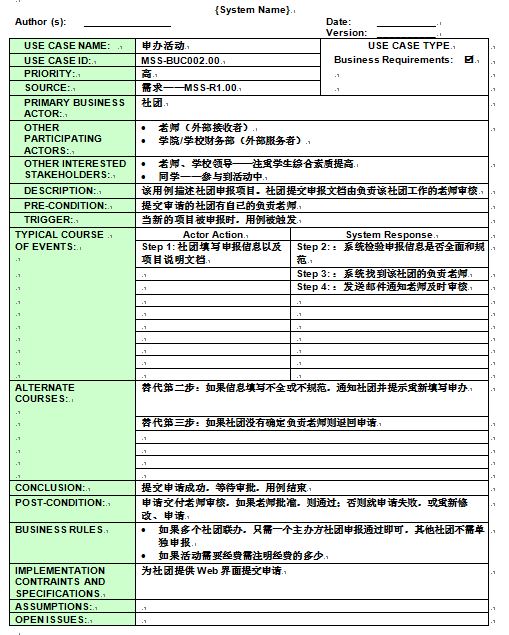 {System Name}
Author (s):
Date:
Version:
USE CASE NAME:
申办活动
USE CASE TYPE
USE CASE ID:
MSS-BUC002.00
Business Requirements: ☑
PRIORITY:
高
SOURCE:
需求——MSS-R1.00
PRIMARY BUSINESS
ACTOR:
社团
OTHER
PARTICIPATING
ACTORS:
• 老师（外部接收者）
• 学院/学校财务部（外部服务者）
OTHER INTERESTED
STAKEHOLDERS:
• 老师、学校领导——注重学生综合素质提高
• 同学——参与到活动中
DESCRIPTION:
该用例描述社团申报项目。社团提交申报文档由负责该社团工作的老师审核
PRE-CONDITION:
提交申请的社团有自己的负责老师
TRIGGER:
当新的项目被申报时，用例被触发
TYPICAL COURSE
OF EVENTS:
Actor Action
System Response
Step 1: 社团填写申报信息以及
项目说明文档
Step 2: ：系统检验申报信息是否全面和规
范
Step 3: ：系统找到该社团的负责老师
Step 4: ：发送邮件通知老师及时审核
ALTERNATE
COURSES:
替代第二步：如果信息填写不全或不规范，通知社团并提示重新填写申办
替代第三步：如果社团没有确定负责老师则退回申请
CONCLUSION:
提交申请成功，等待审批，用例结束
POST-CONDITION:
申请交付老师审核，如果老师批准，则通过；否则就申请失败，或重新修
改、申请
BUSINESS RULES
• 如果多个社团联办，只需一个主办方社团申报通过即可，其他社团不需单
独申报
• 如果活动需要经费需注明经费的多少
IMPLEMENTATION
CONTRAINTS AND
SPECIFICATIONS
为社团提供 Web 界面提交申请
ASSUMPTIONS:
OPEN ISSUES: